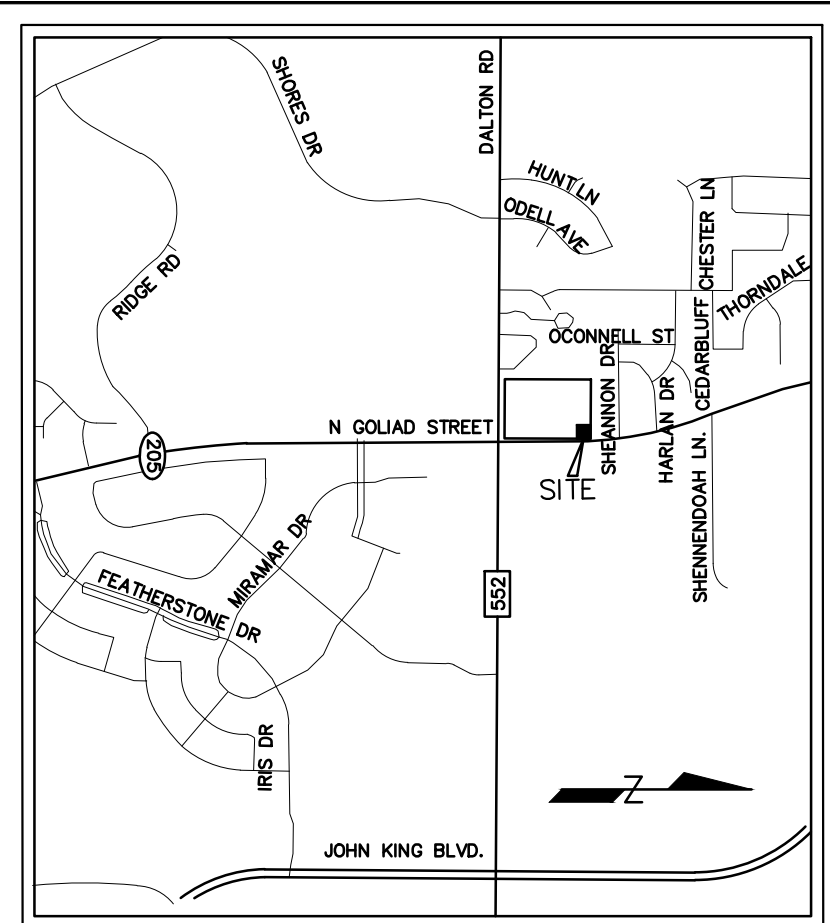 SHORES DR
DALTON RD
HUNT LN
ODELL AVE
CHESTER LN
RIDGE RD
THORNDALE
OCONNELL ST
CEDARBLUFF
SHEANNON DR
HARLAN DR
N GOLIAD STREET
205
SITE
SHENNENDOAH LN.
552
MIRAMAR DR
FEATHERSTONE DR
IRIS DR
N
JOHN KING BLVD.